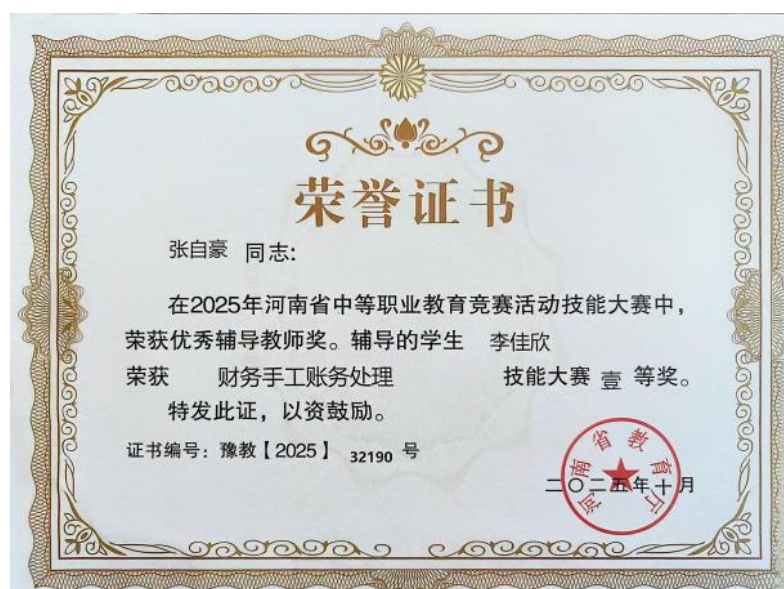 荣誉证书
张自豪 同志:
在2025年河南省中等职业教育竞赛活动技能大赛中,
荣获优秀辅导教师奖。辅导的学生 李佳欣
荣获 财务手工账务处理 技能大赛 壹 等奖。
特发此证，以资鼓励。
证书编号：豫教【2025】 32190 号
河南省教育厅
二〇二五年十月